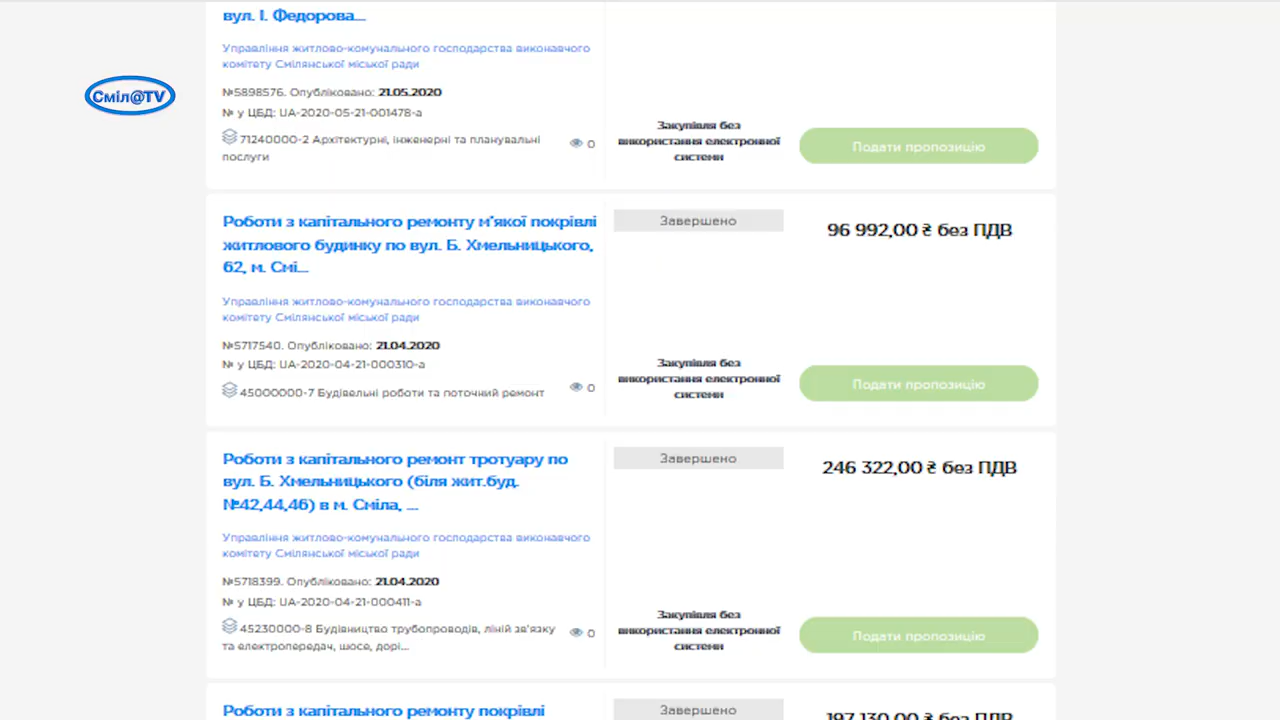 вул. І. Федорова...
Управління житлово-комунального господарства виконавчого
комітету Смілянської міської ради
№5898576. Опубліковано: 21.05.2020
№ у ЦБД: UA-2020-05-21-001478-a
71240000-2 Архітектурні, інженерні та планувальні
послуги
0
Закупівля без
використання електронної
системи
Подати пропозицію
Сміл@TV
Роботи з капітального ремонту м'якої покрівлі
житлового будинку по вул. Б. Хмельницького,
62, м. Смі...
Управління житлово-комунального господарства виконавчого
комітету Смілянської міської ради
№5717540. Опубліковано: 21.04.2020
№ у ЦБД: UA-2020-04-21-000310-a
45000000-7 Будівельні роботи та поточний ремонт
0
Завершено
Закупівля без
використання електронної
системи
96 992,00 ₴ без ПДВ
Подати пропозицію
Роботи з капітального ремонт тротуару по
вул. Б. Хмельницького (біля жит.буд.
№42,44,46) в м. Сміла, ...
Управління житлово-комунального господарства виконавчого
комітету Смілянської міської ради
№5718399. Опубліковано: 21.04.2020
№ у ЦБД: UA-2020-04-21-000411-a
45230000-8 Будівництво трубопроводів, ліній зв'язку
та електропередач, шосе, дорі...
0
Завершено
Закупівля без
використання електронної
системи
246 322,00 ₴ без ПДВ
Подати пропозицію
Роботи з капітального ремонту покрівлі
Завершено
197 130,00 ₴ без ПДВ